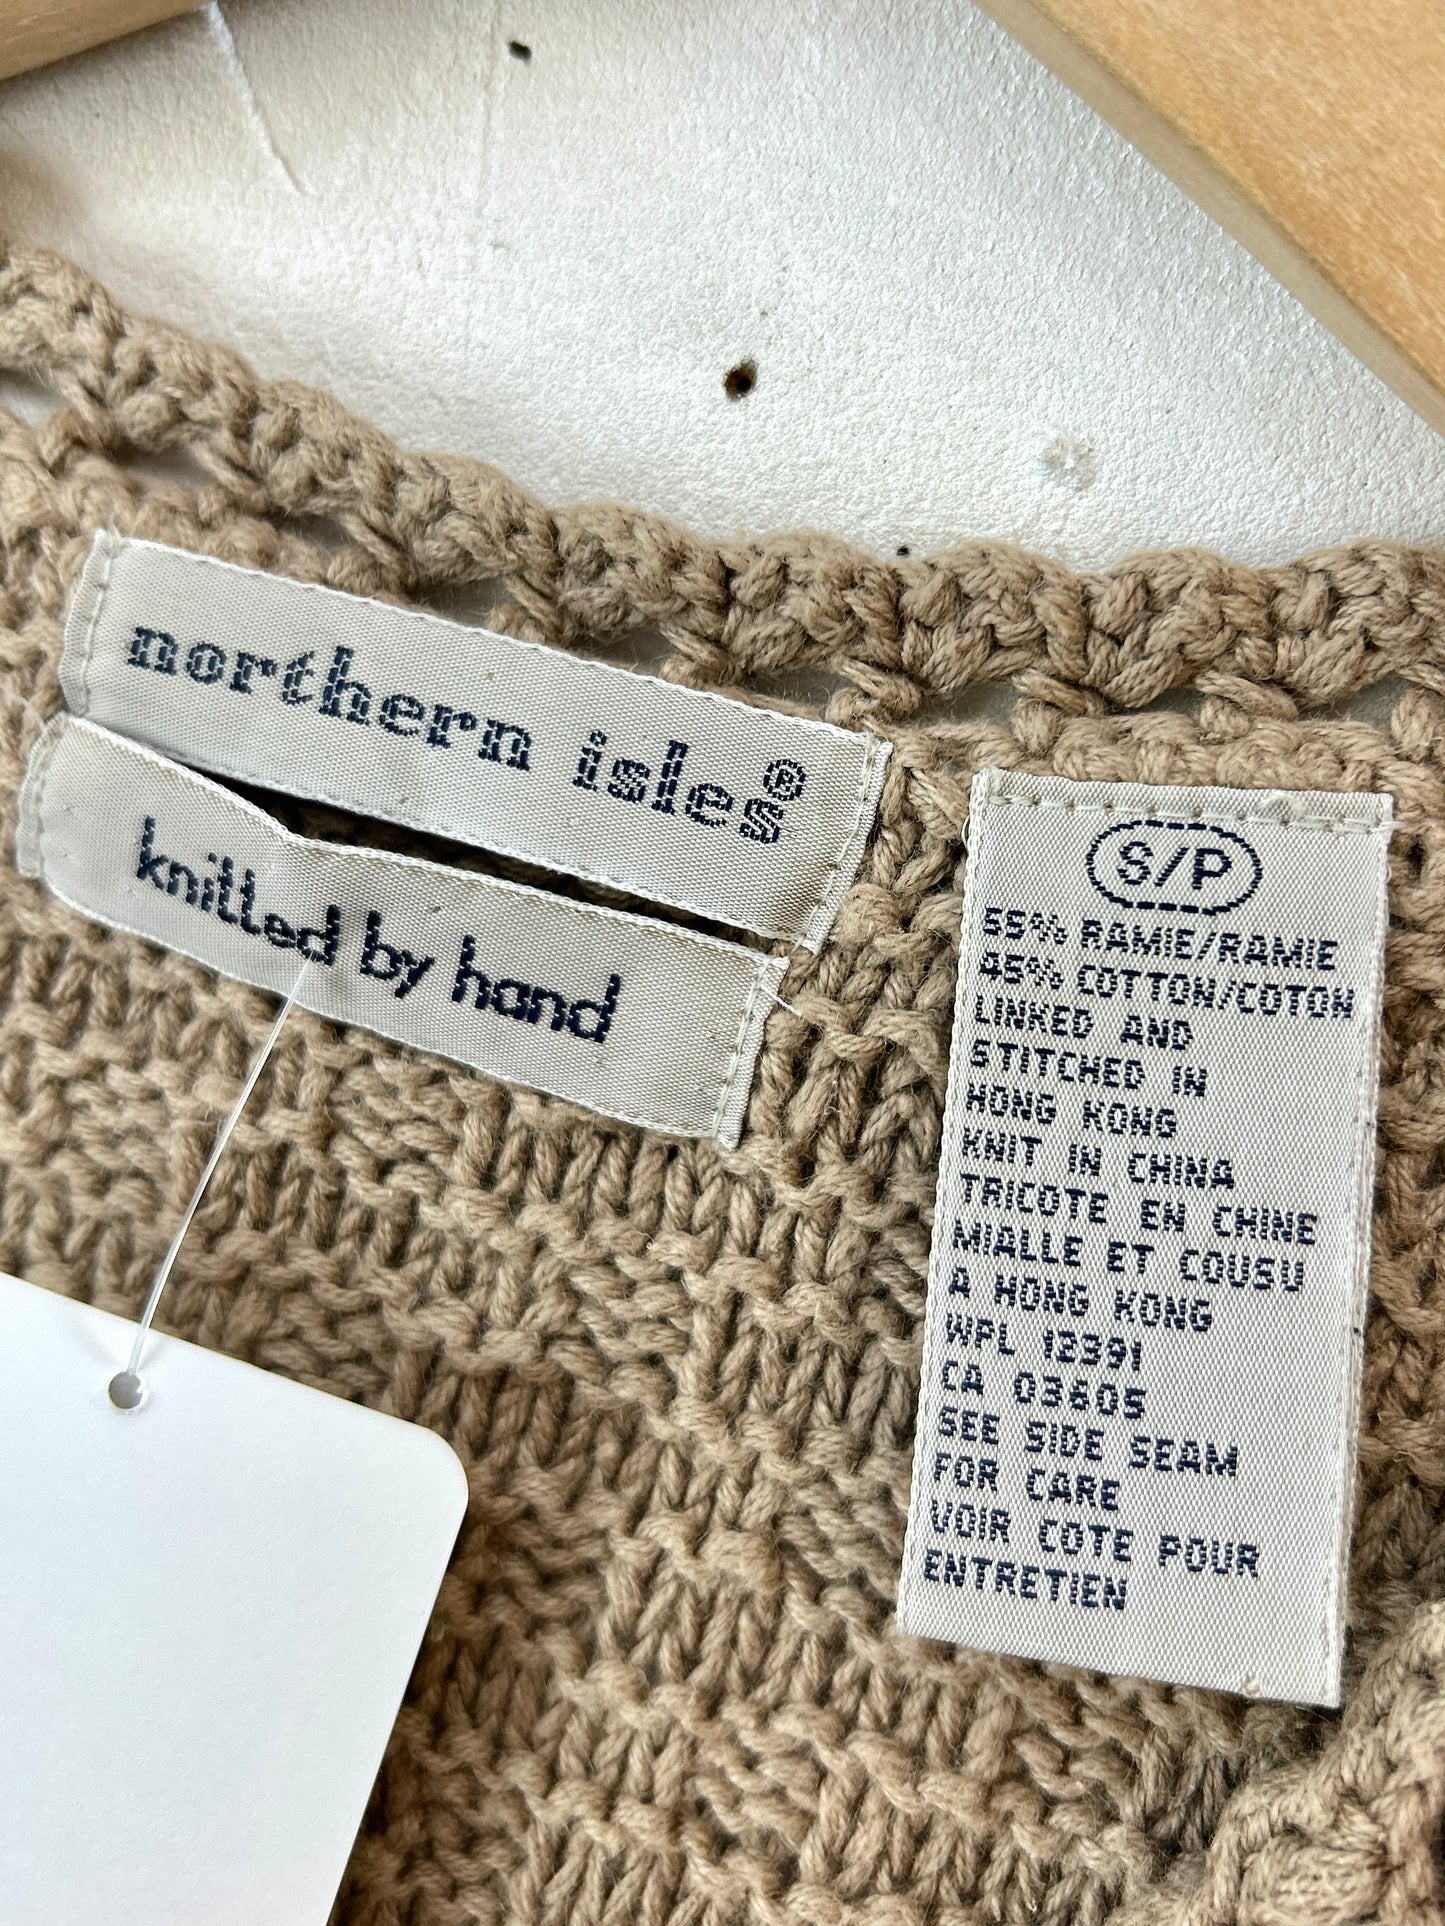 northern isles®
knitted by hand
S/P
55% RAMIE/RAMIE
45% COTTON/COTON
LINKED AND
STITCHED IN
HONG KONG
KNIT IN CHINA
TRICOTE EN CHINE
MIALLE ET COUSU
A HONG KONG
WPL 12391
CA 03605
SEE SIDE SEAM
FOR CARE
VOIR COTE POUR
ENTRETIEN